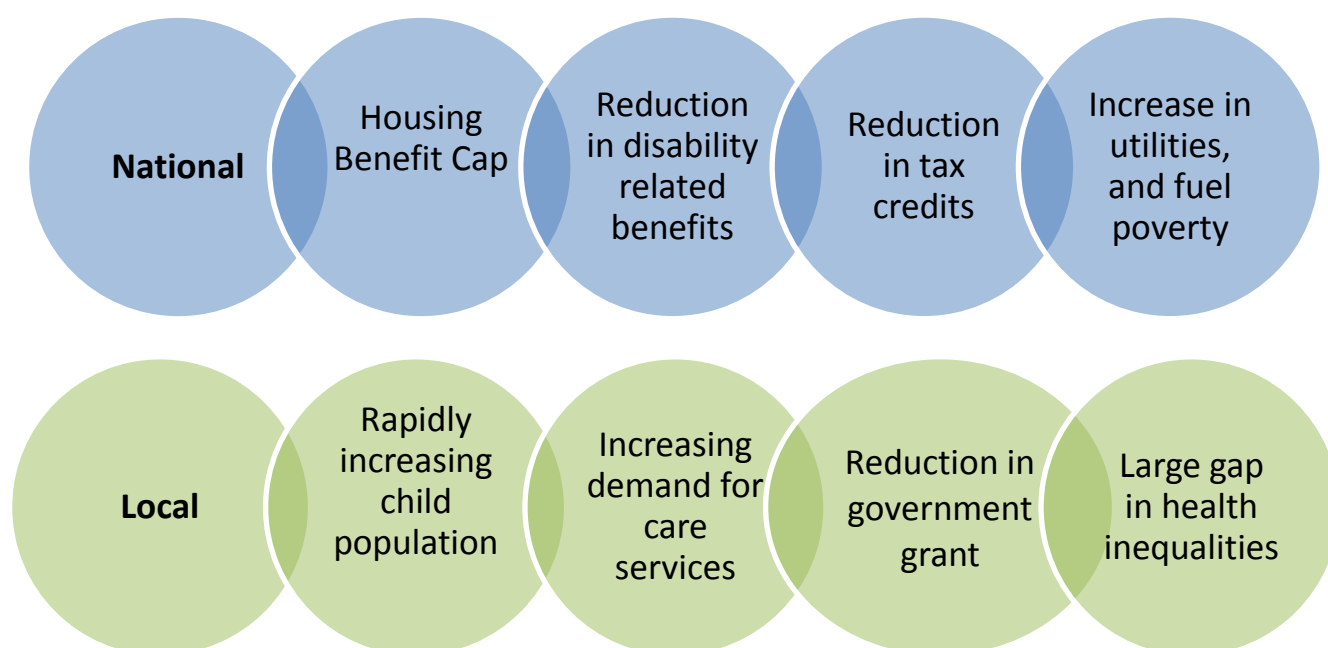 National
Housing
Benefit Cap
Reduction
in disability
related
benefits
Reduction
in tax
credits
Increase in
utilities,
and fuel
poverty
Local
Rapidly
increasing
child
population
Increasing
demand for
care
services
Reduction in
government
grant
Large gap
in health
inequalities